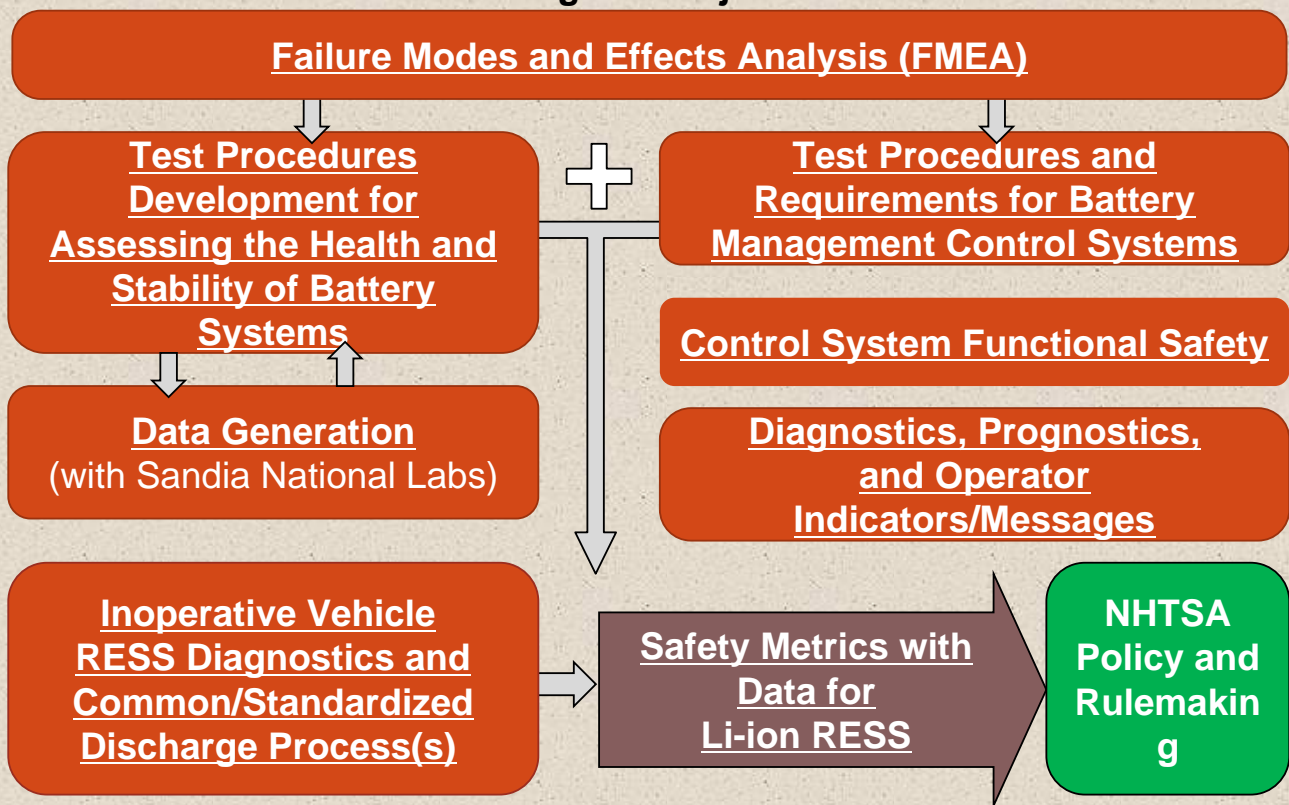 Failure Modes and Effects Analysis (FMEA)
Test Procedures
Development for
Assessing the Health and
Stability of Battery
Systems
Test Procedures and
Requirements for Battery
Management Control Systems
Control System Functional Safety
Data Generation
(with Sandia National Labs)
Diagnostics, Prognostics,
and Operator
Indicators/Messages
Inoperative Vehicle
RESS Diagnostics and
Common/Standardized
Discharge Process(s)
Safety Metrics with
Data for
Li-ion RESS
NHTSA
Policy and
Rulemakin
g